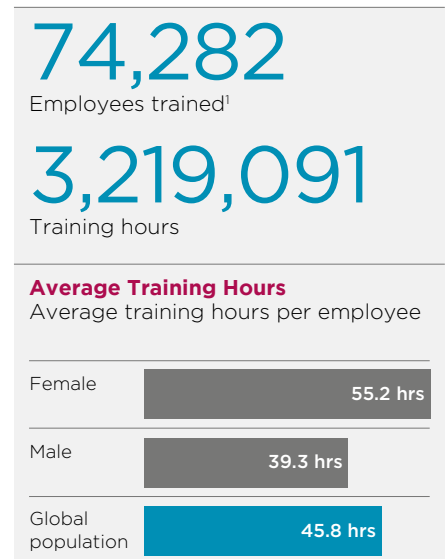 74,282
Employees trained¹
3,219,091
Training hours
Average Training Hours
Average training hours per employee
Female
55.2 hrs
Male
39.3 hrs
Global
population
45.8 hrs